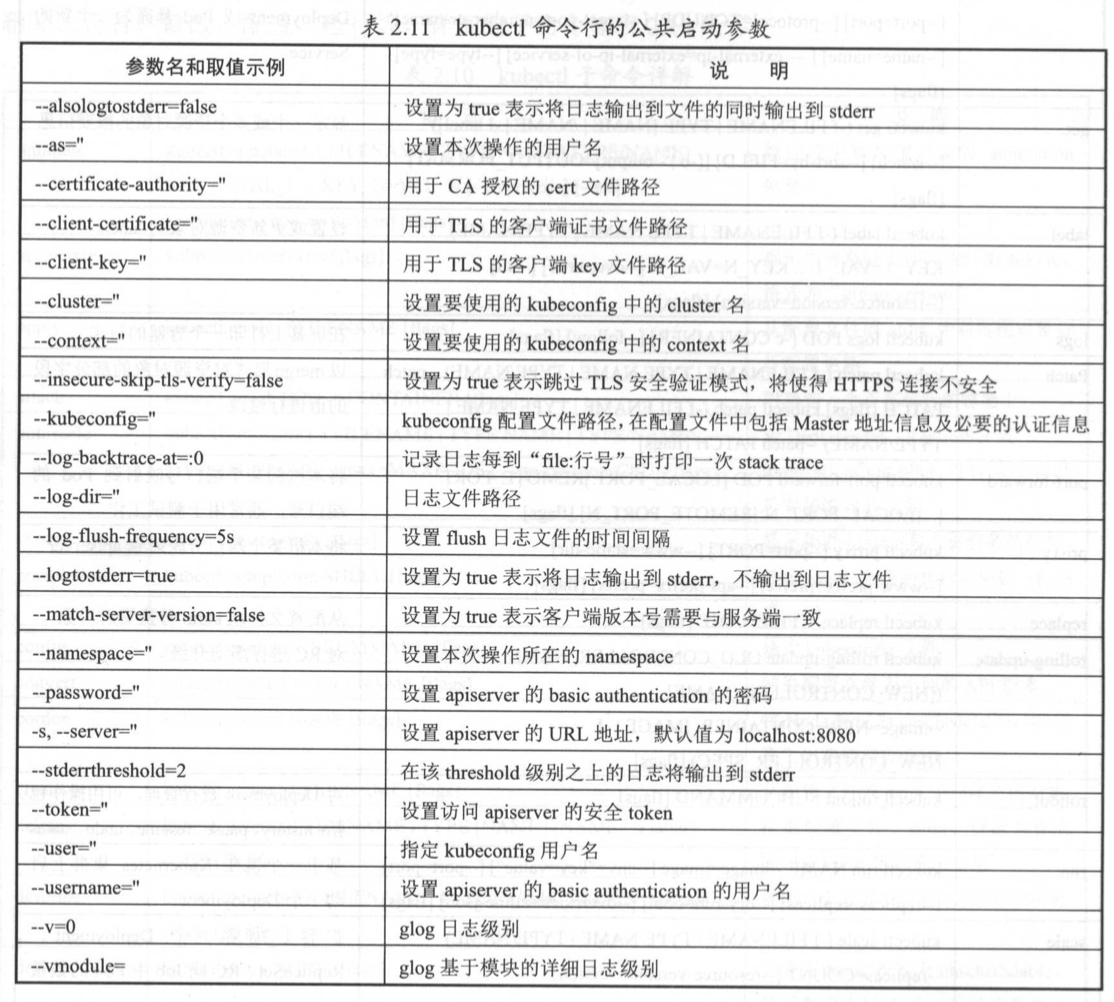 表 2.11 kubectl 命令行的公共启动参数
参数名和取值示例 说 明
--alsologtostderr=false 设置为 true 表示将日志输出到文件的同时输出到 stderr
--as='' 设置本次操作的用户名
--certificate-authority='' 用于 CA 授权的 cert 文件路径
--client-certificate='' 用于 TLS 的客户端证书文件路径
--client-key='' 用于 TLS 的客户端 key 文件路径
--cluster='' 设置要使用的 kubeconfig 中的 cluster 名
--context='' 设置要使用的 kubeconfig 中的 context 名
--insecure-skip-tls-verify=false 设置为 true 表示跳过 TLS 安全验证模式，将使得 HTTPS 连接不安全
--kubeconfig='' kubeconfig 配置文件路径，在配置文件中包括 Master 地址信息及必要的认证信息
--log-backtrace-at=:0 记录日志每到“file:行号”时打印一次 stack trace
--log-dir='' 日志文件路径
--log-flush-frequency=5s 设置 flush 日志文件的时间间隔
--logtostderr=true 设置为 true 表示将日志输出到 stderr，不输出到日志文件
--match-server-version=false 设置为 true 表示客户端版本号需要与服务端一致
--namespace='' 设置本次操作所在的 namespace
--password='' 设置 apiserver 的 basic authentication 的密码
-s, --server='' 设置 apiserver 的 URL 地址，默认值为 localhost:8080
--stderrthreshold=2 在该 threshold 级别之上的日志将输出到 stderr
--token='' 设置访问 apiserver 的安全 token
--user='' 指定 kubeconfig 用户名
--username='' 设置 apiserver 的 basic authentication 的用户名
--v=0 glog 日志级别
--vmodule= glog 基于模块的详细日志级别